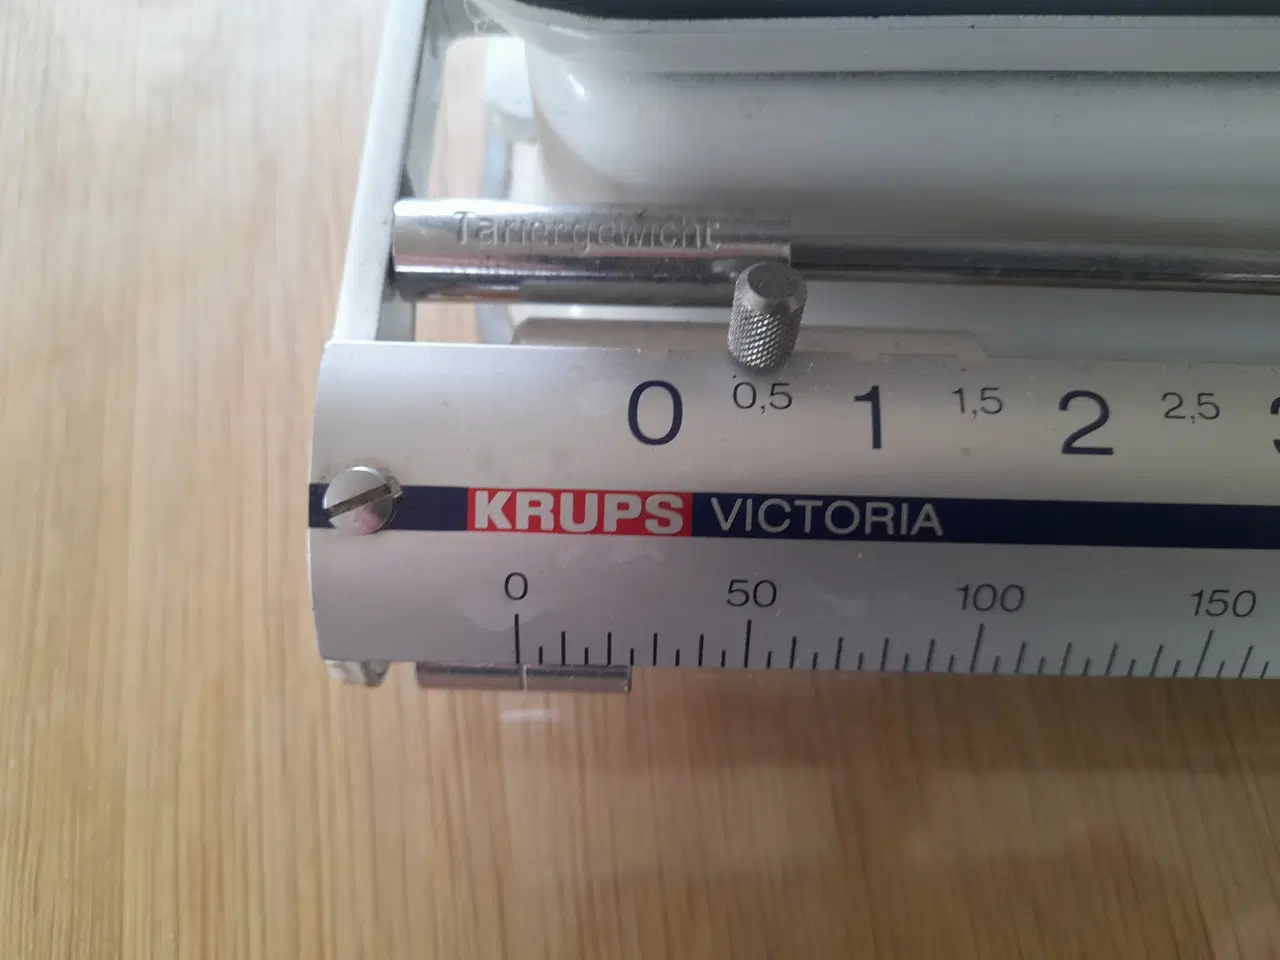 Tariergewicht
0 0,5 1 1,5 2 2,5
KRUPS VICTORIA
0 50 100 150